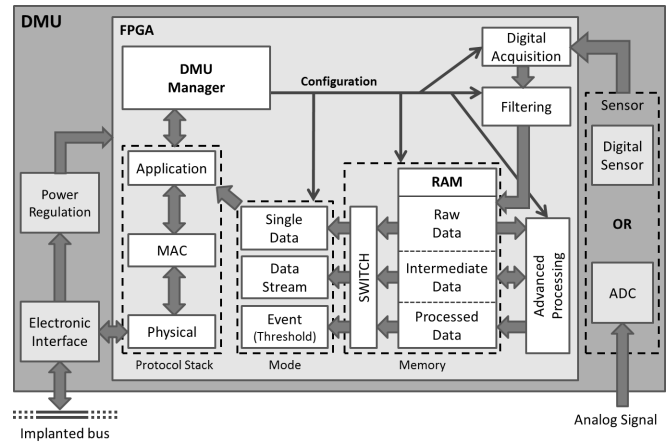 DMU
FPGA
DMU
Manager
Configuration
Digital
Acquisition
Filtering
Sensor
Digital
Sensor
OR
ADC
Analog Signal
Power
Regulation
Electronic
Interface
Implanted bus
Application
MAC
Physical
Protocol Stack
Single
Data
Data
Stream
Event
(Threshold)
Mode
SWITCH
RAM
Raw
Data
Intermediate
Data
Processed
Data
Memory
Advanced
Processing